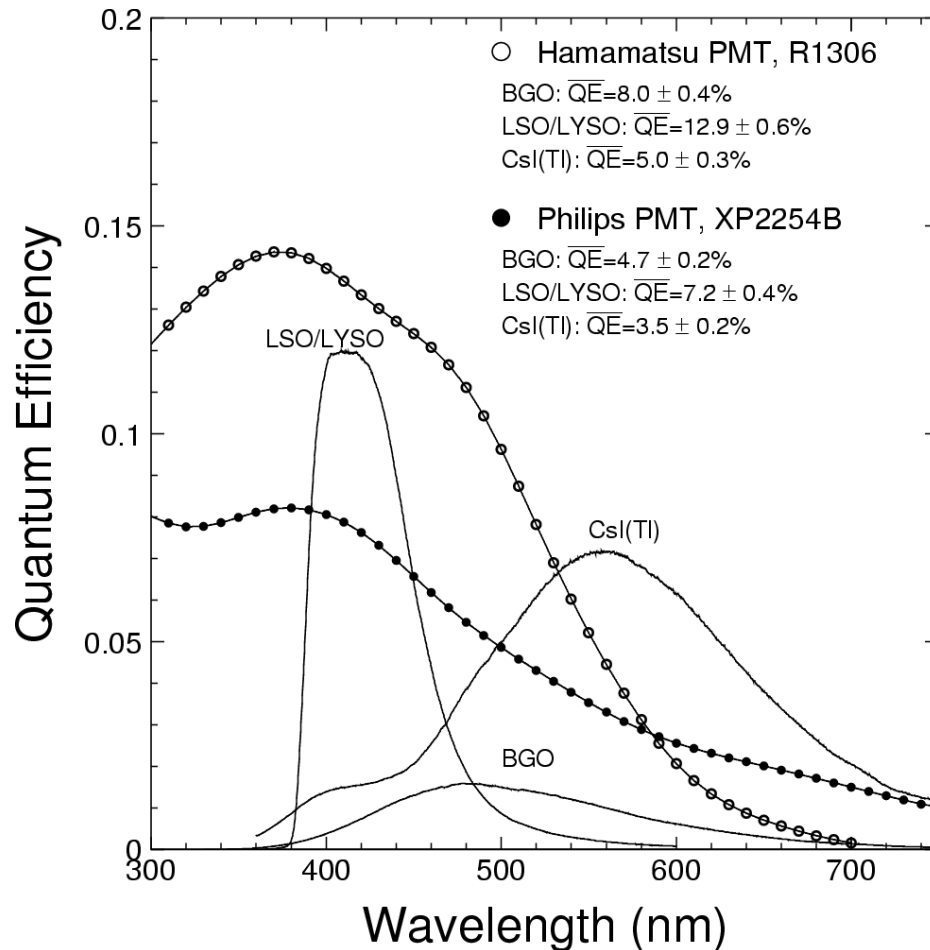 0.2
Hamamatsu PMT, R1306
BGO: QE=8.0 ± 0.4%
LSO/LYSO: QE=12.9 ± 0.6%
CsI(Tl): QE=5.0 ± 0.3%
Philips PMT, XP2254B
BGO: QE=4.7 ± 0.2%
LSO/LYSO: QE=7.2 ± 0.4%
CsI(Tl): QE=3.5 ± 0.2%
0.15
LSO/LYSO
0.1
CsI(Tl)
0.05
BGO
0
300 400 500 600 700
Wavelength (nm)
Quantum Efficiency